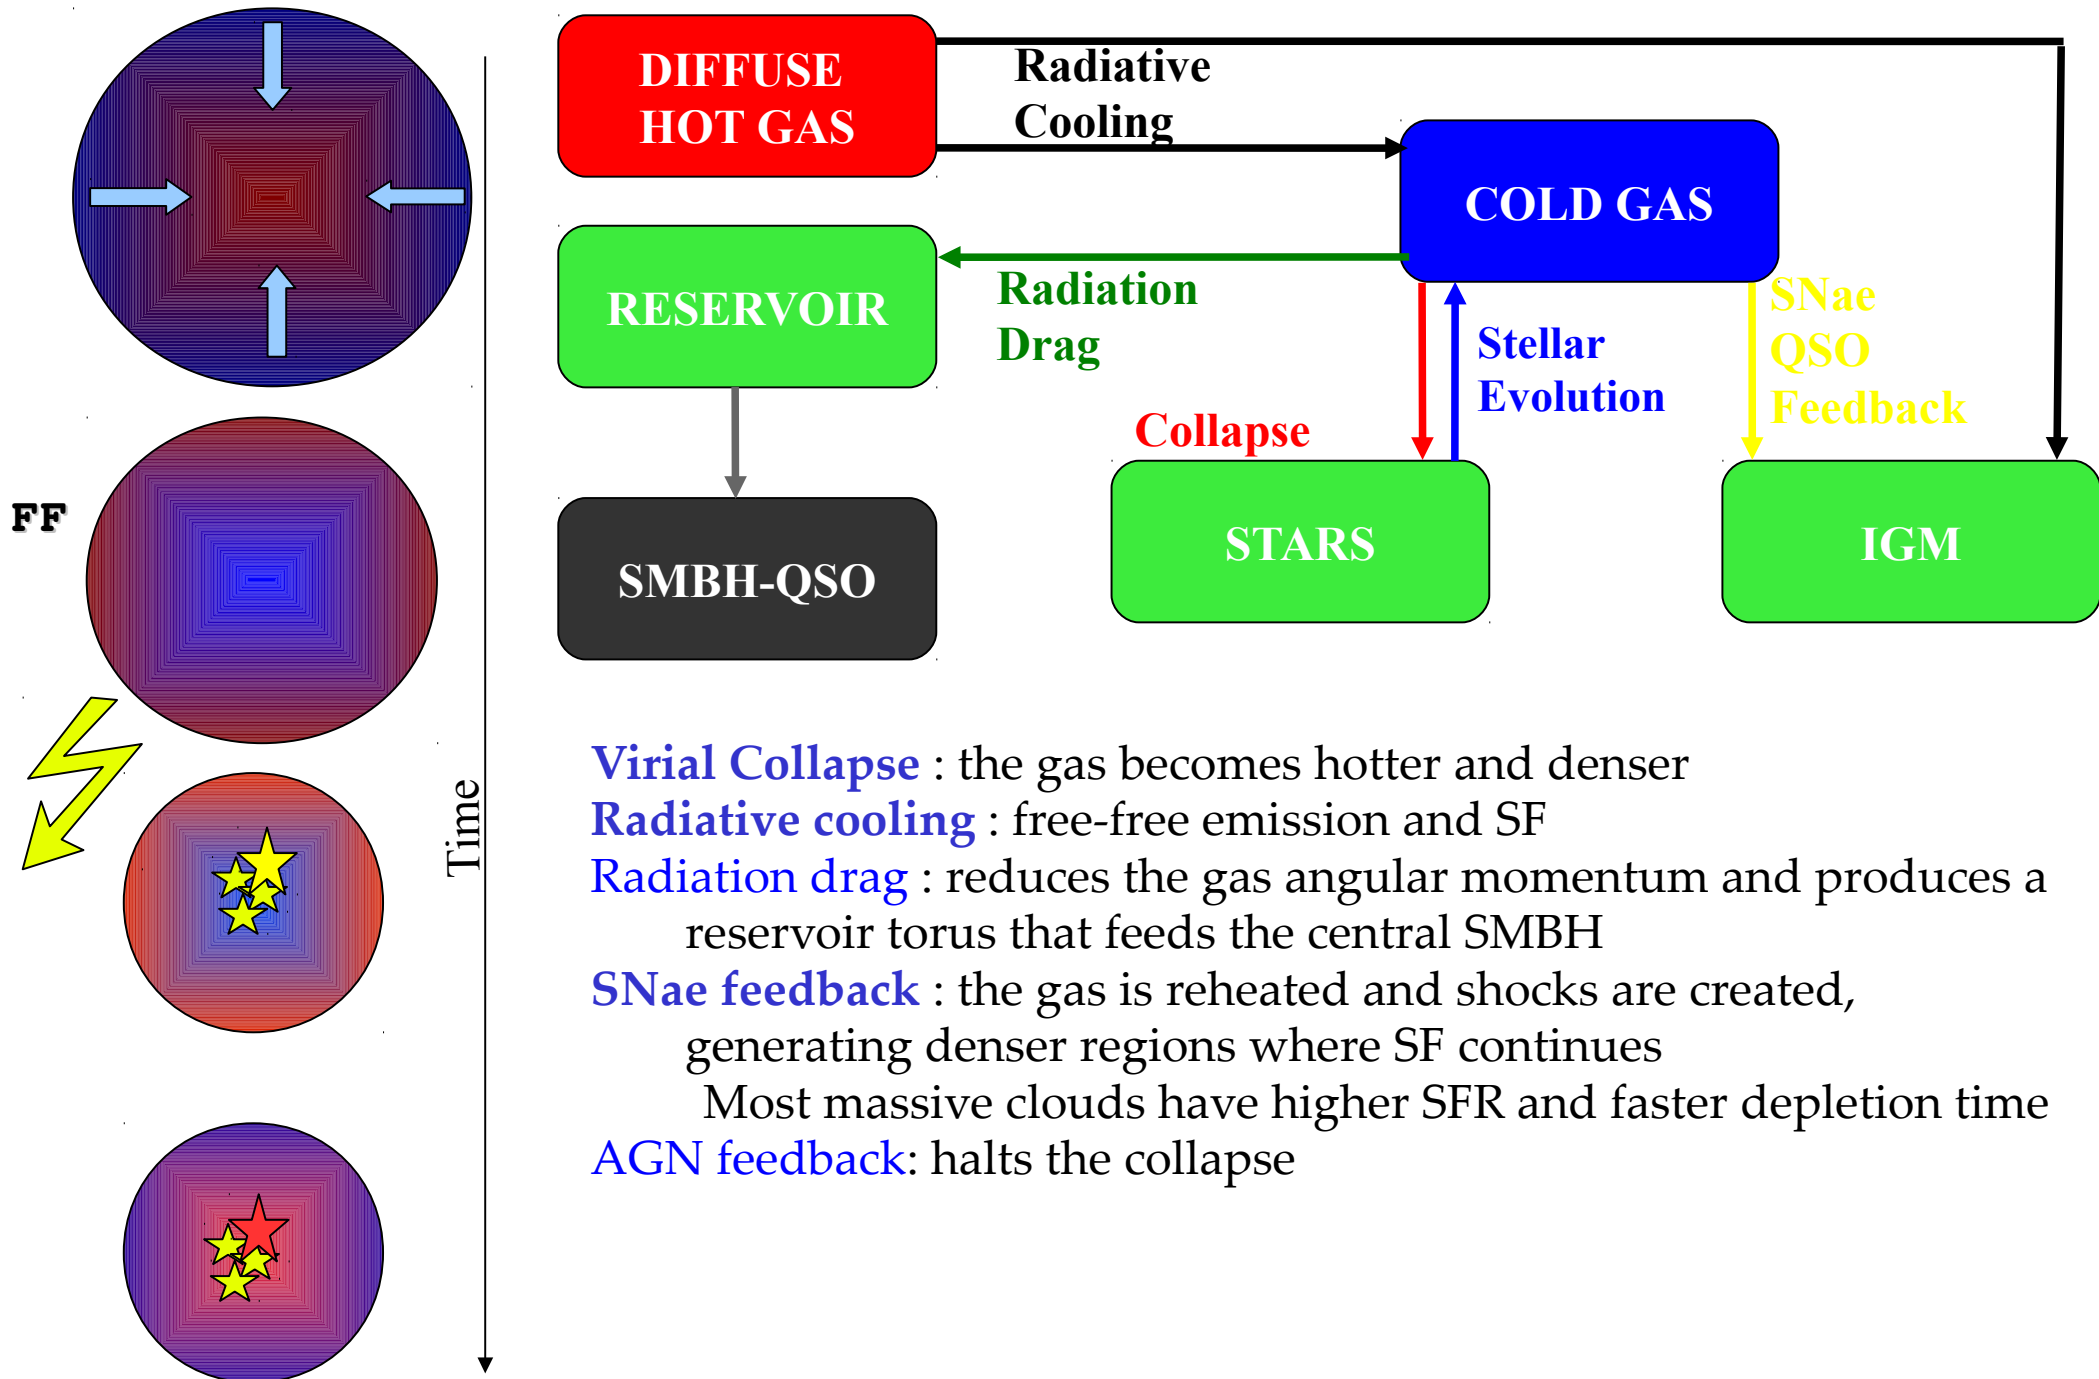 DIFFUSE
HOT GAS
Radiative
Cooling
COLD GAS
RESERVOIR
Radiation
Drag
Stellar
Evolution
SNae
QSO
Feedback
Collapse
FF
SMBH-QSO
STARS
IGM
Time
Virial Collapse : the gas becomes hotter and denser
Radiative cooling : free-free emission and SF
Radiation drag : reduces the gas angular momentum and produces a
reservoir torus that feeds the central SMBH
SNae feedback : the gas is reheated and shocks are created,
generating denser regions where SF continues
Most massive clouds have higher SFR and faster depletion time
AGN feedback: halts the collapse